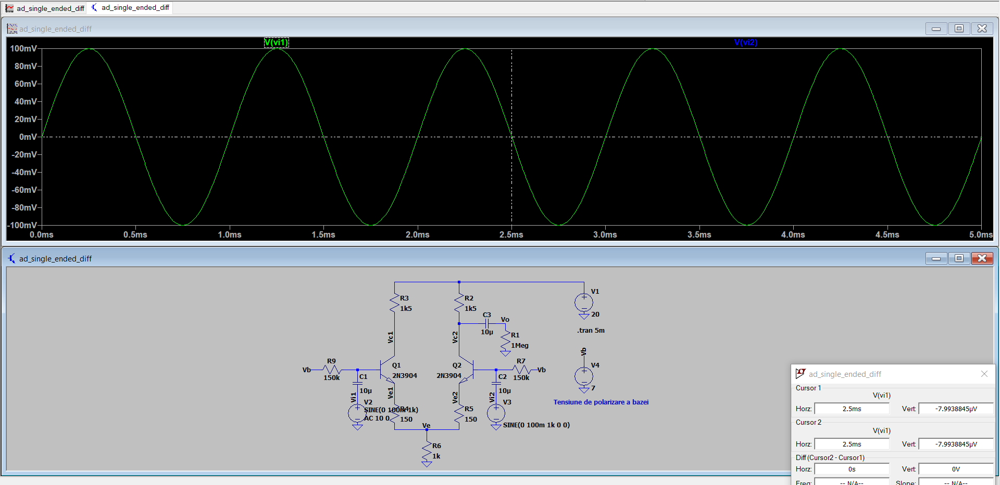 ad_single_ended_diff
ad_single_ended_diff
ad_single_ended_diff
V(vi1)
V(vi2)
100mV
80mV
60mV
40mV
20mV
0mV
-20mV
-40mV
-60mV
-80mV
-100mV
0.0ms 0.5ms 1.0ms 1.5ms 2.0ms 2.5ms 3.0ms 3.5ms 4.0ms 4.5ms 5.0ms
ad_single_ended_diff
R3
1k5
R2
1k5
C3
10µ
Vo
R1
1Meg
V1
20
.tran 5m
Vc1
Vc2
Vb
R9
150k
Q1
2N3904
Q2
2N3904
R7
150k
Vb
Vb
V4
7
C1
10µ
C2
10µ
Vi1
V2
SINE(0 100m 1k)
AC 10 0
Ve1
R4
150
Ve2
R5
150
Vi2
V3
SINE(0 100m 1k 0 0)
Tensiune de polarizare a bazei
Ve
R6
1k
ad_single_ended_diff
Cursor 1
V(vi1)
Horz: 2.5ms Vert: -7.9938845µV
Cursor 2
V(vi1)
Horz: 2.5ms Vert: -7.9938845µV
Diff (Cursor2 - Cursor1)
Horz: 0s Vert: 0V
Freq: -- N/A-- Slope: -- N/A--